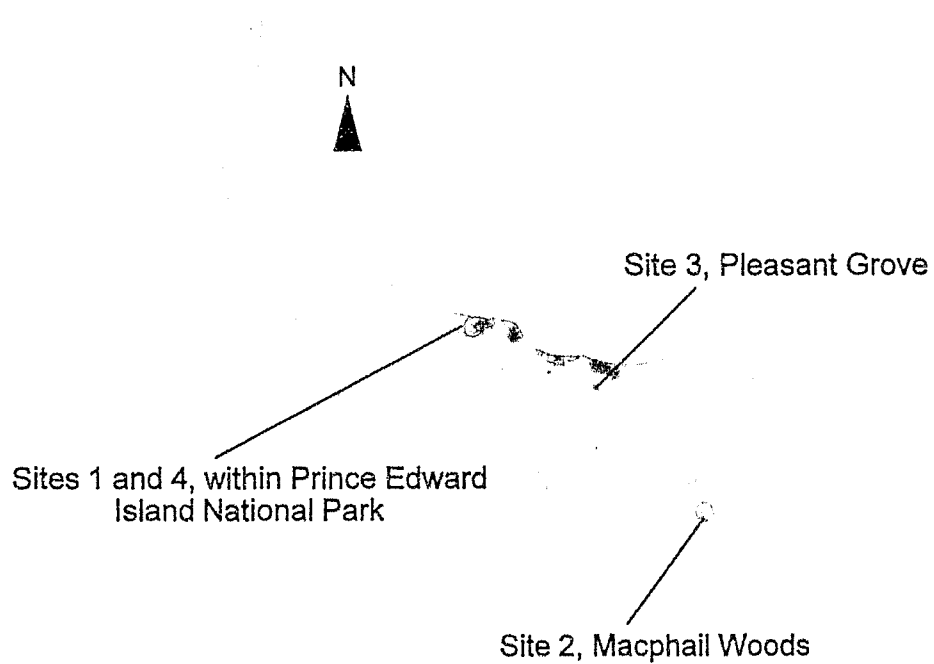 N
Site 3, Pleasant Grove
Sites 1 and 4, within Prince Edward
Island National Park
Site 2, Macphail Woods